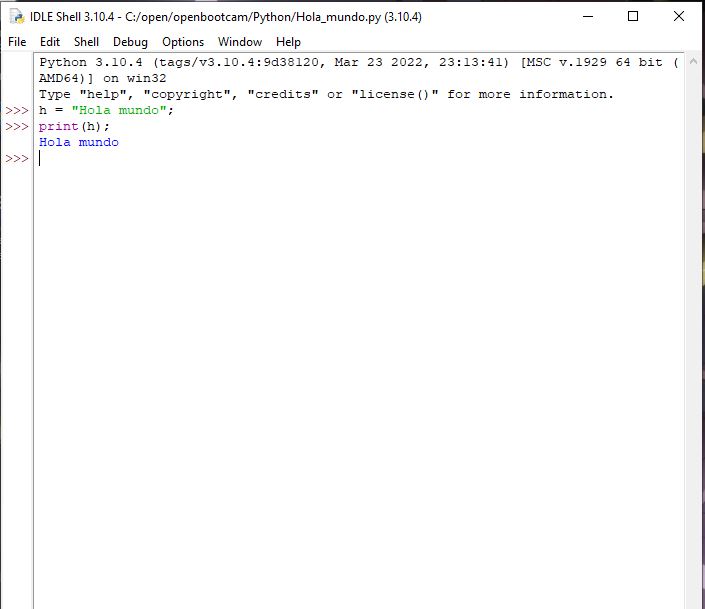 IDLE Shell 3.10.4 - C:/open/openbootcam/Python/Hola_mundo.py (3.10.4)
File Edit Shell Debug Options Window Help
Python 3.10.4 (tags/v3.10.4:9d38120, Mar 23 2022, 23:13:41) [MSC v.1929 64 bit (
AMD64)] on win32
Type "help", "copyright", "credits" or "license()" for more information.
>>> h = "Hola mundo";
>>> print(h);
Hola mundo
>>>